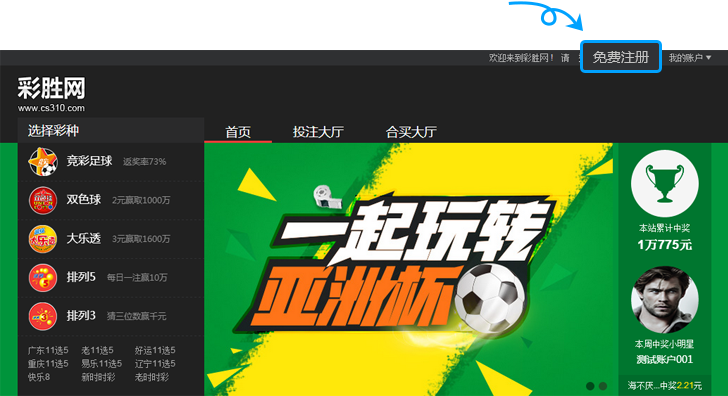 欢迎来到彩胜网！ 请
免费注册
我的账户
彩胜网
www.cs310.com
选择彩种
首页
投注大厅
合买大厅
竞彩足球 返奖率73%
双色球 2元赢取1000万
大乐透 3元赢取1600万
排列5 每日一注赢10万
排列3 猜三位数赢千元
广东11选5 老11选5 好运11选5
重庆11选5 易乐11选5 辽宁11选5
快乐8 新时时彩 老时时彩
一起玩转
亚洲杯
本站累计中奖
1万775元
本周中奖小明星
测试账户001
海不厌...中奖2.21元